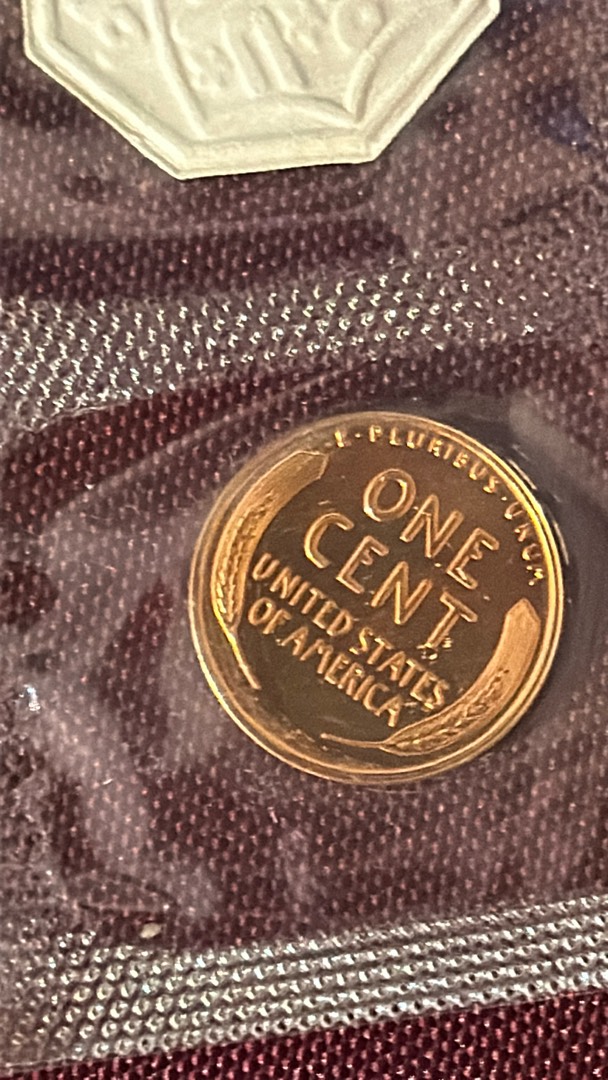 E·PLURIBUS·UNUM
ONE
CENT
UNITED STATES
OF AMERICA